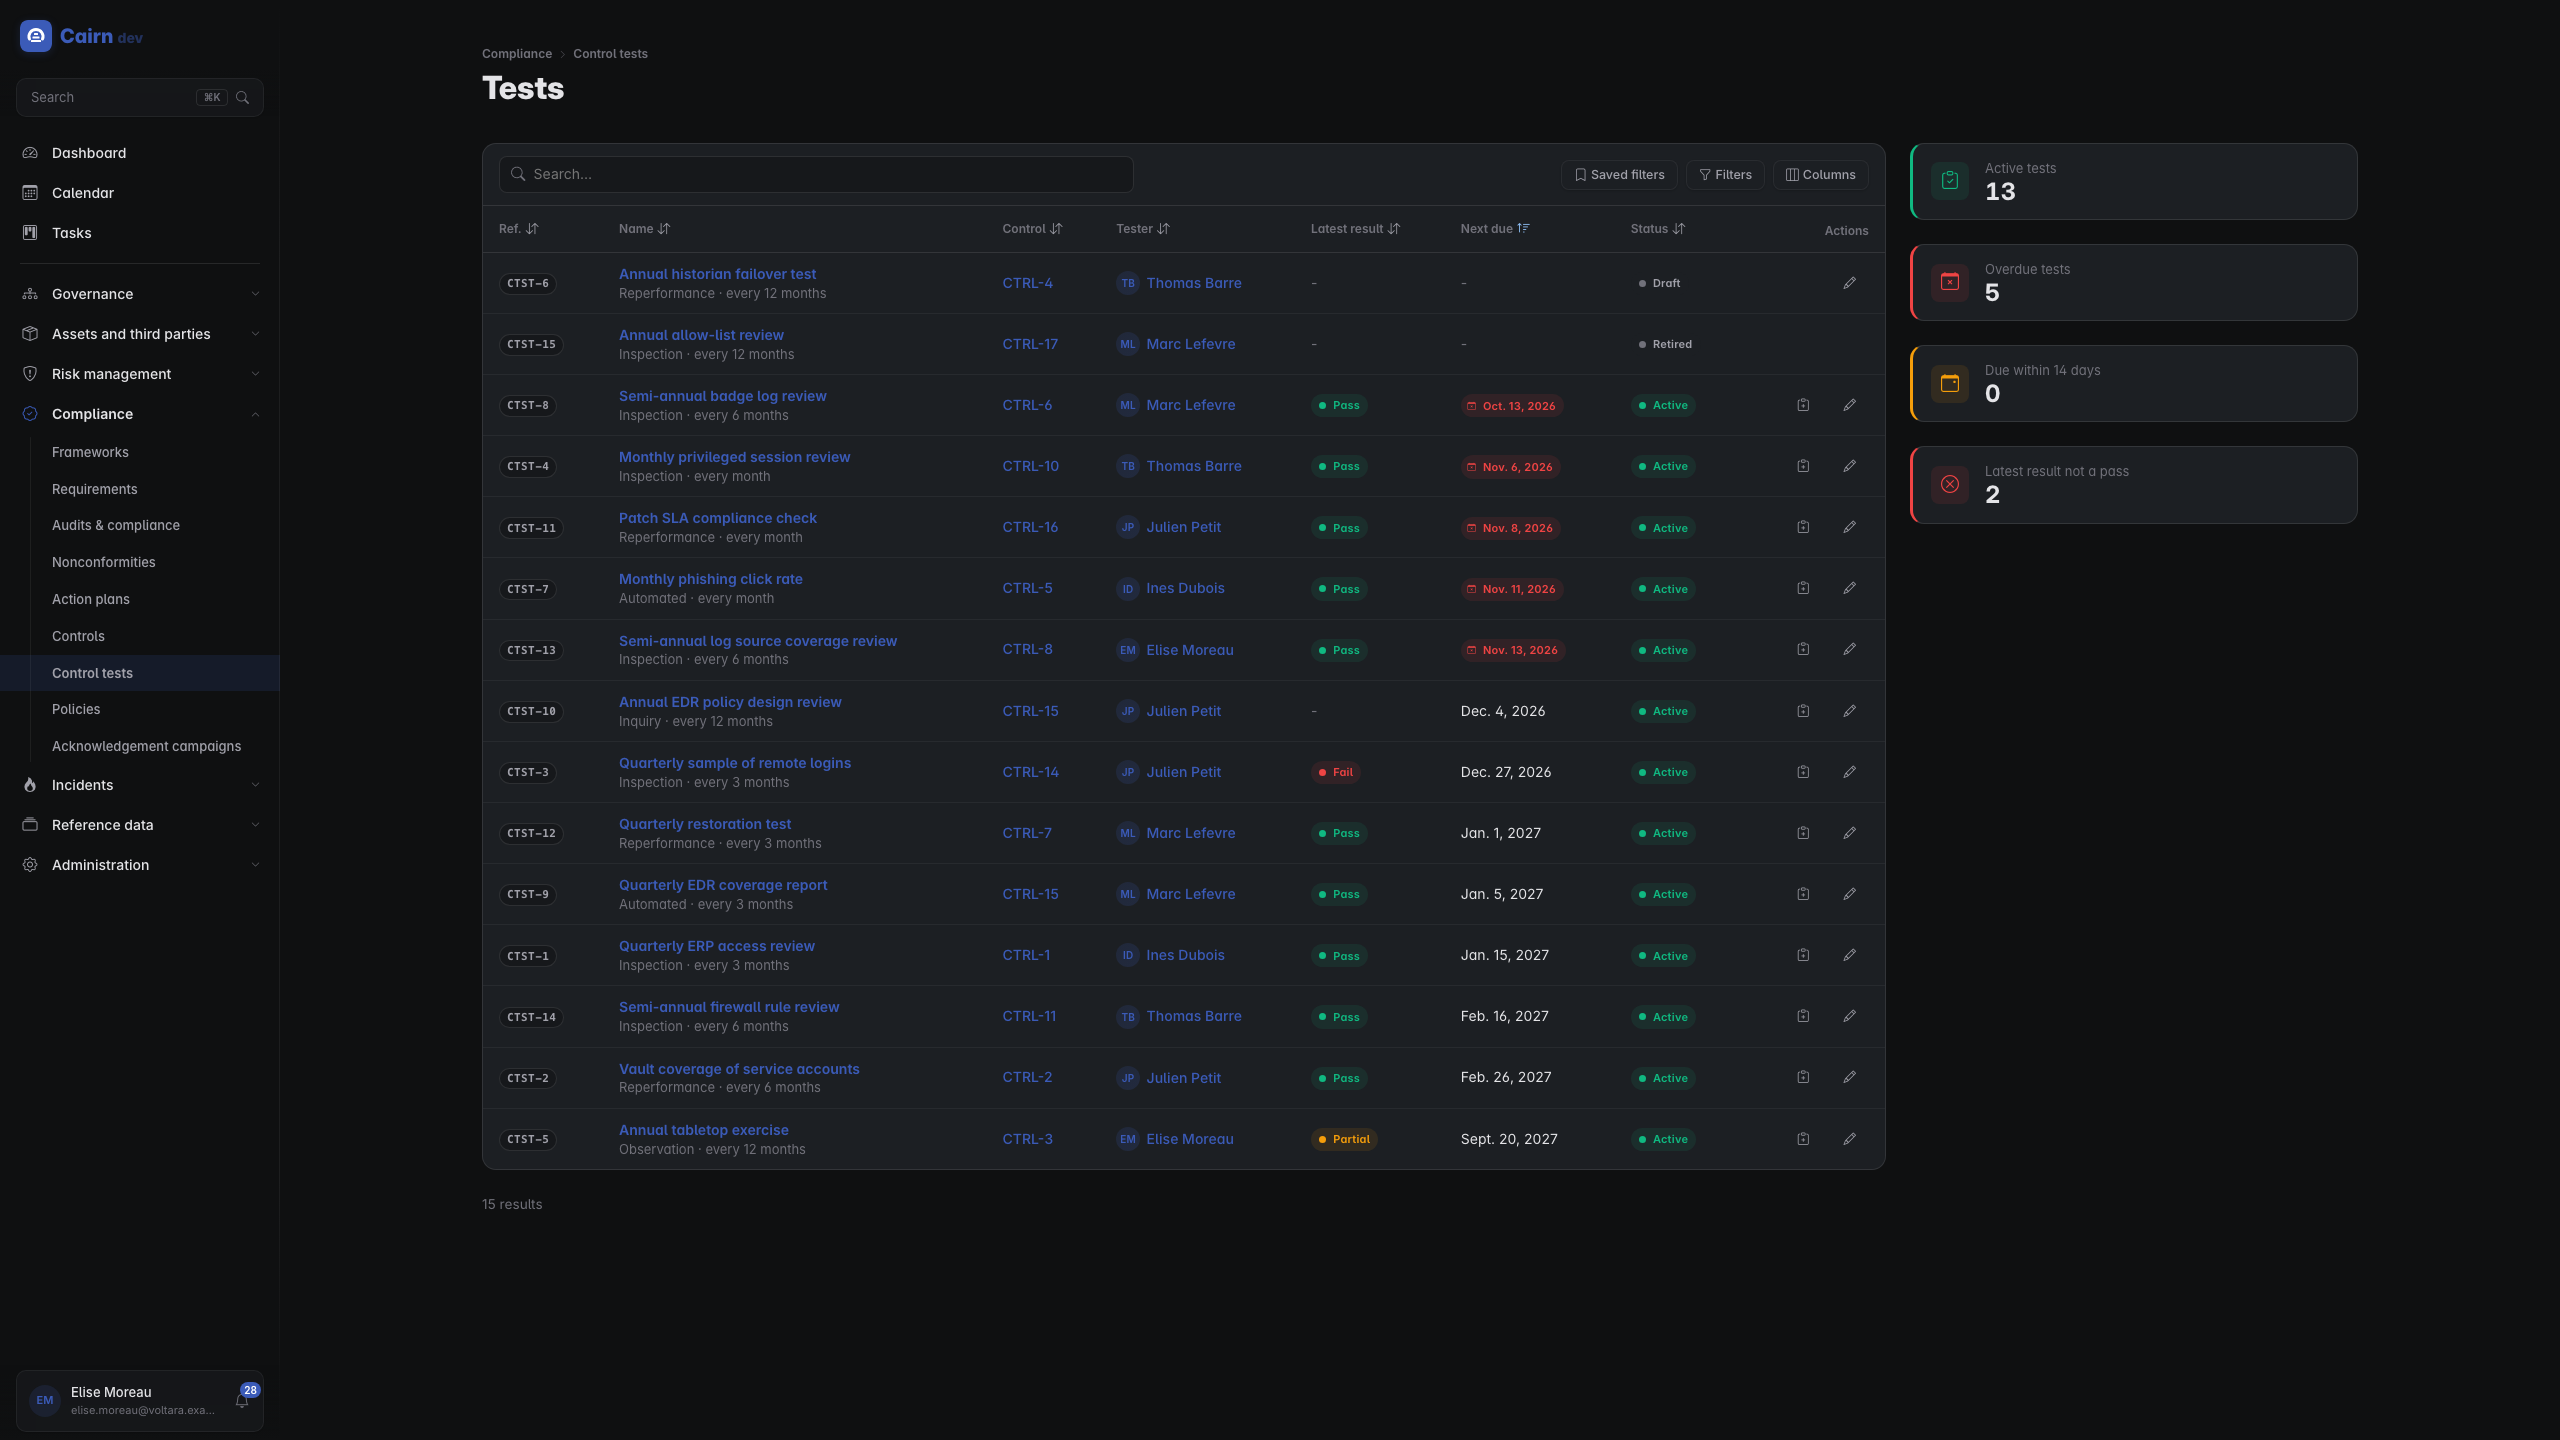 Cairn dev
Search ⌘K
Dashboard
Calendar
Tasks
Governance
Assets and third parties
Risk management
Compliance
Frameworks
Requirements
Audits & compliance
Nonconformities
Action plans
Controls
Control tests
Policies
Acknowledgement campaigns
Incidents
Reference data
Administration
EM
Elise Moreau
elise.moreau@voltara.exa...
28
Compliance › Control tests
Tests
Search...
Saved filters
Filters
Columns
Ref. Name Control Tester Latest result Next due Status Actions
CTST-6 Annual historian failover test CTRL-4 TB Thomas Barre - - Draft
Reperformance · every 12 months
CTST-15 Annual allow-list review CTRL-17 ML Marc Lefevre - - Retired
Inspection · every 12 months
CTST-8 Semi-annual badge log review CTRL-6 ML Marc Lefevre Pass Oct. 13, 2026 Active
Inspection · every 6 months
CTST-4 Monthly privileged session review CTRL-10 TB Thomas Barre Pass Nov. 6, 2026 Active
Inspection · every month
CTST-11 Patch SLA compliance check CTRL-16 JP Julien Petit Pass Nov. 8, 2026 Active
Reperformance · every month
CTST-7 Monthly phishing click rate CTRL-5 ID Ines Dubois Pass Nov. 11, 2026 Active
Automated · every month
CTST-13 Semi-annual log source coverage review CTRL-8 EM Elise Moreau Pass Nov. 13, 2026 Active
Inspection · every 6 months
CTST-10 Annual EDR policy design review CTRL-15 JP Julien Petit - Dec. 4, 2026 Active
Inquiry · every 12 months
CTST-3 Quarterly sample of remote logins CTRL-14 JP Julien Petit Fail Dec. 27, 2026 Active
Inspection · every 3 months
CTST-12 Quarterly restoration test CTRL-7 ML Marc Lefevre Pass Jan. 1, 2027 Active
Reperformance · every 3 months
CTST-9 Quarterly EDR coverage report CTRL-15 ML Marc Lefevre Pass Jan. 5, 2027 Active
Automated · every 3 months
CTST-1 Quarterly ERP access review CTRL-1 ID Ines Dubois Pass Jan. 15, 2027 Active
Inspection · every 3 months
CTST-14 Semi-annual firewall rule review CTRL-11 TB Thomas Barre Pass Feb. 16, 2027 Active
Inspection · every 6 months
CTST-2 Vault coverage of service accounts CTRL-2 JP Julien Petit Pass Feb. 26, 2027 Active
Reperformance · every 6 months
CTST-5 Annual tabletop exercise CTRL-3 EM Elise Moreau Partial Sept. 20, 2027 Active
Observation · every 12 months
15 results
Active tests
13
Overdue tests
5
Due within 14 days
0
Latest result not a pass
2